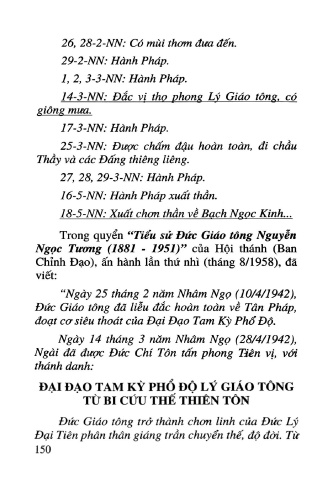 26, 28-2-NN: Có mùi thơm đưa đến.
29-2-NN: Hành Pháp.
1, 2, 3-3-NN: Hành Pháp.
14-3-NN: Đắc vị thọ phong Lý Giáo tông, có
giông mưa.
17-3-NN: Hành Pháp.
25-3-NN: Được chấm đậu hoàn toàn, đi chầu
Thầy và các Đấng thiêng liêng.
27, 28, 29-3-NN: Hành Pháp.
16-5-NN: Hành Pháp xuất thần.
18-5-NN: Xuất chơn thần về Bạch Ngọc Kinh...
Trong quyển “Tiểu sử Đức Giáo tông Nguyễn
Ngọc Tương (1881 - 1951)” của Hội thánh (Ban
Chỉnh Đạo), ấn hành lần thứ nhì (tháng 8/1958), đã
viết:
“Ngày 25 tháng 2 năm Nhâm Ngọ (10/4/1942),
Đức Giáo tông đã liễu đắc hoàn toàn về Tân Pháp,
đoạt cơ siêu thoát của Đại Đạo Tam Kỳ Phổ Độ.
Ngày 14 tháng 3 năm Nhâm Ngọ (28/4/1942),
Ngài đã được Đức Chí Tôn tấn phong Tiên vị, với
thánh danh:
ĐẠI ĐẠO TAM KỲ PHỔ ĐỘ LÝ GIÁO TÔNG
TỪ BI CỨU THẾ THIÊN TÔN
Đức Giáo tông trở thành chơn linh của Đức Lý
Đại Tiên phân thân giáng trần chuyển thế, độ đời. Từ
150